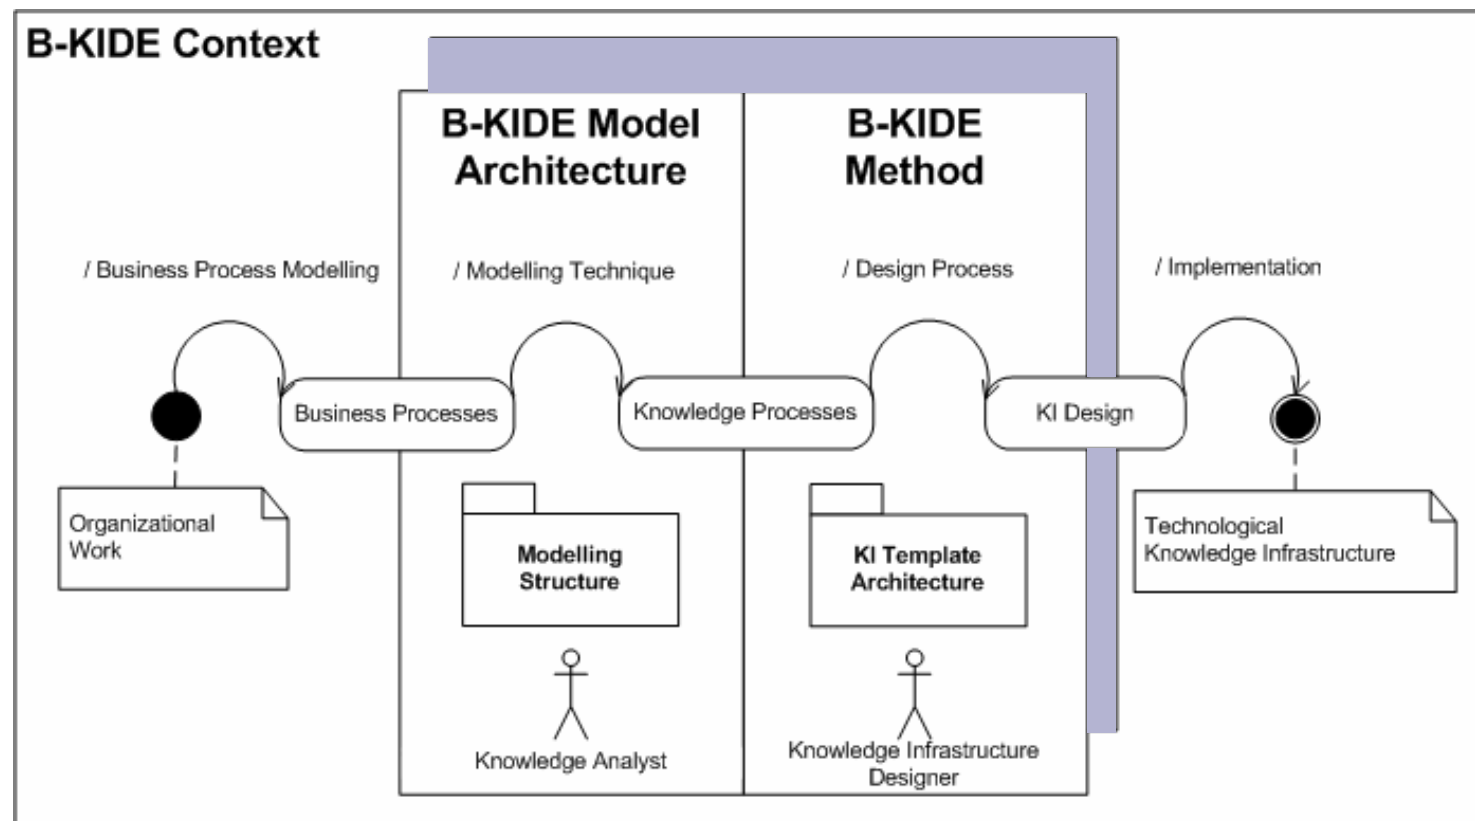 B-KIDE Context
B-KIDE Model
Architecture
B-KIDE
Method
/ Business Process Modelling
/ Modelling Technique
/ Design Process
/ Implementation
Business Processes
Knowledge Processes
KI Design
Organizational
Work
Modelling
Structure
KI Template
Architecture
Technological
Knowledge Infrastructure
Knowledge Analyst
Knowledge Infrastructure
Designer